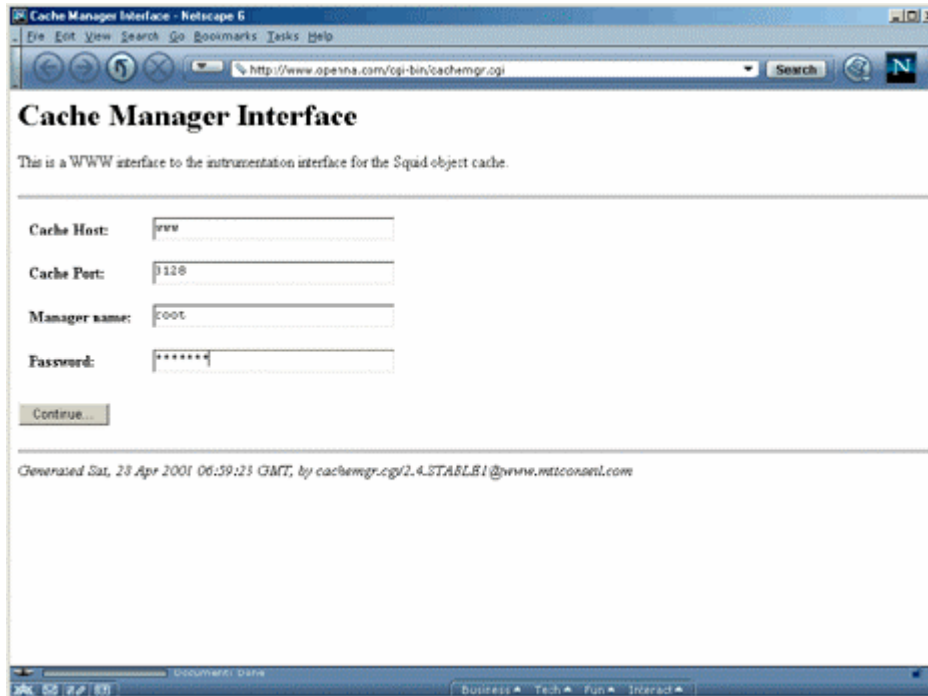 Cache Manager Interface - Netscape 6
File Edit View Search Go Bookmarks Tasks Help
http://www.openna.com/cgi-bin/cachemgr.cgi Search N
Cache Manager Interface
This is a WWW interface to the instrumentation interface for the Squid object cache.
Cache Host: www
Cache Port: 3128
Manager name: root
Password: *******
Continue...
Generated Sat, 28 Apr 2001 06:59:23 GMT, by cachemgr.cgi/2.4.STABLE1@www.mttconseil.com
Document: Done
Business Tech Fun Interact